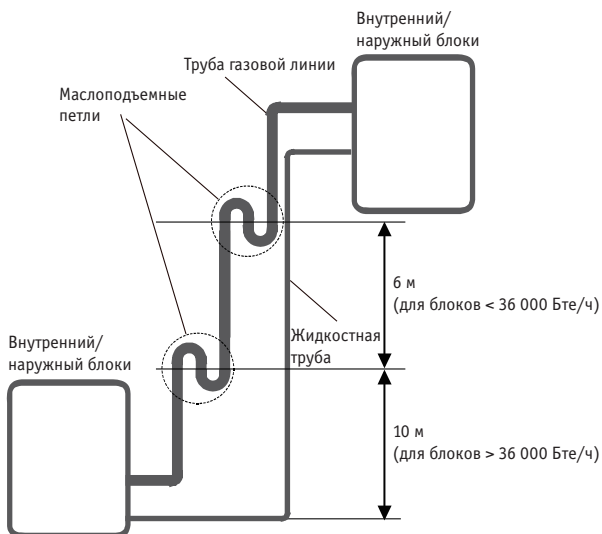 Внутренний/
наружный блоки
Труба газовой линии
Маслоподъемные
петли
6 м
(для блоков < 36 000 Бте/ч)
Жидкостная
труба
Внутренний/
наружный блоки
10 м
(для блоков > 36 000 Бте/ч)